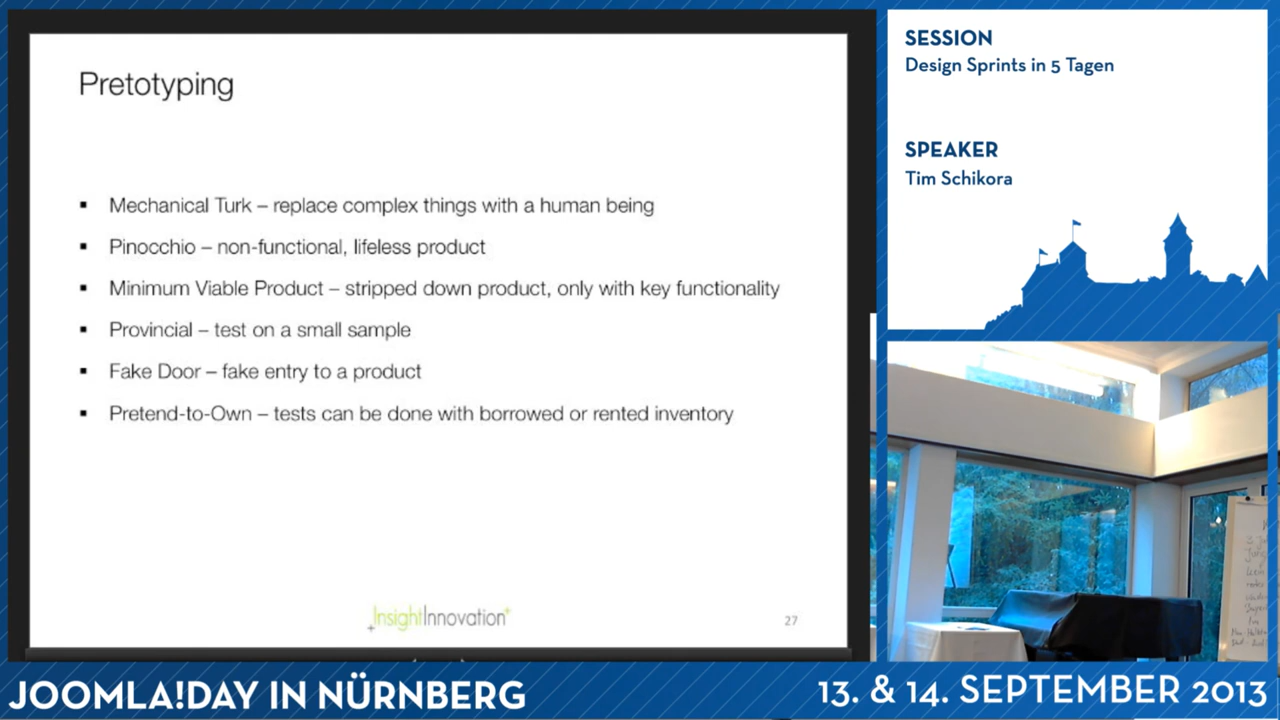 Pretotyping
▪ Mechanical Turk – replace complex things with a human being
▪ Pinocchio – non-functional, lifeless product
▪ Minimum Viable Product – stripped down product, only with key functionality
▪ Provincial – test on a small sample
▪ Fake Door – fake entry to a product
▪ Pretend-to-Own – tests can be done with borrowed or rented inventory
InsightInnovation
27
SESSION
Design Sprints in 5 Tagen
SPEAKER
Tim Schikora
JOOMLA!DAY IN NÜRNBERG
13. & 14. SEPTEMBER 2013